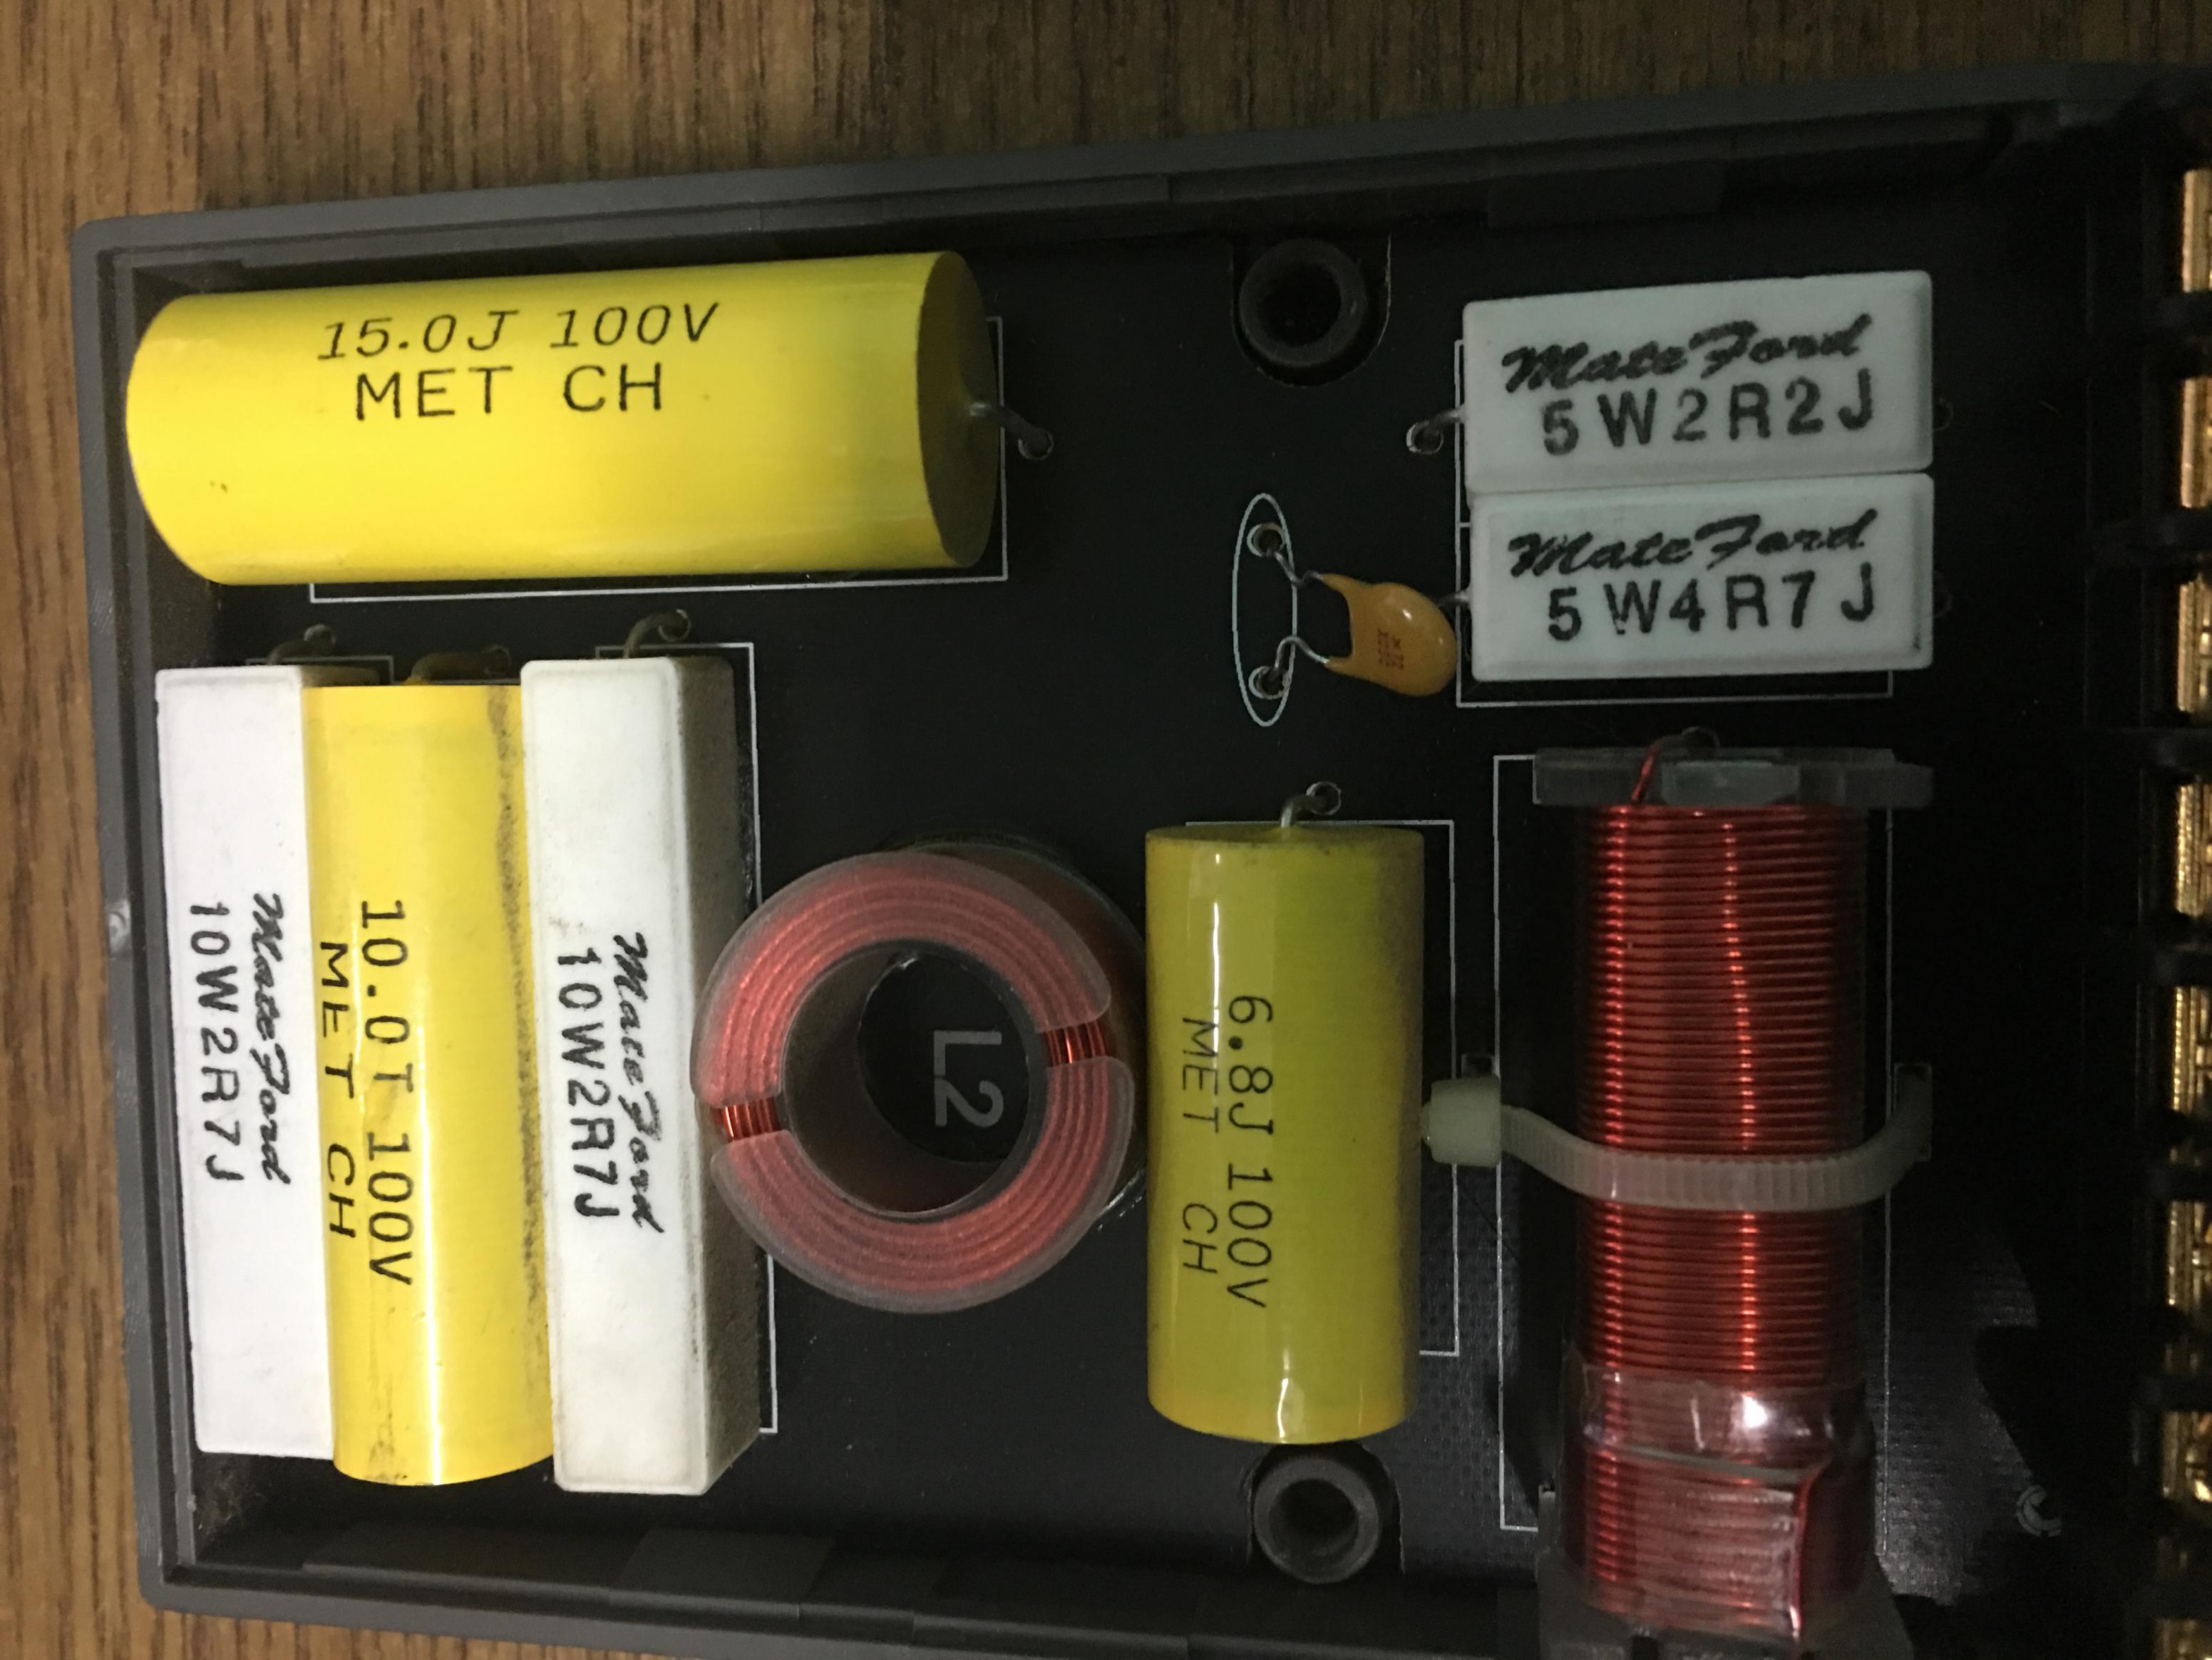 15.0J 100V
MET CH
MateFord
5W2R2J
MateFord
5W4R7J
MateFord
10W2R7J
10.0J 100V
MET CH
MateFord
10W2R7J
L2
6.8J 100V
MET CH